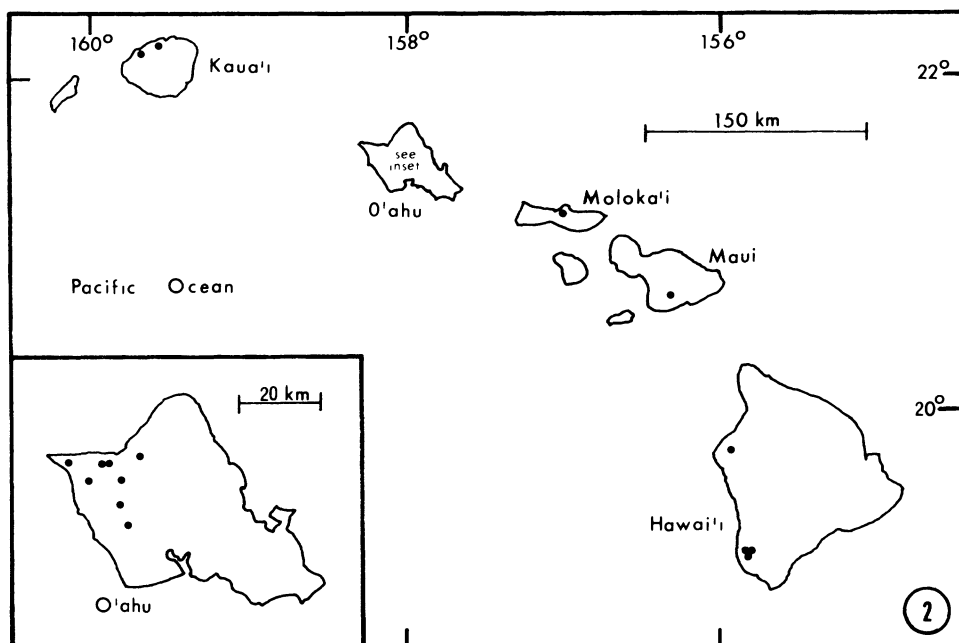 160°
158°
156°
Kaua'ı
22°
150 km
see
ınset
O'ahu
Moloka'i
Maui
Pacific Ocean
20 km
20°
Hawai'ı
O'ahu
2